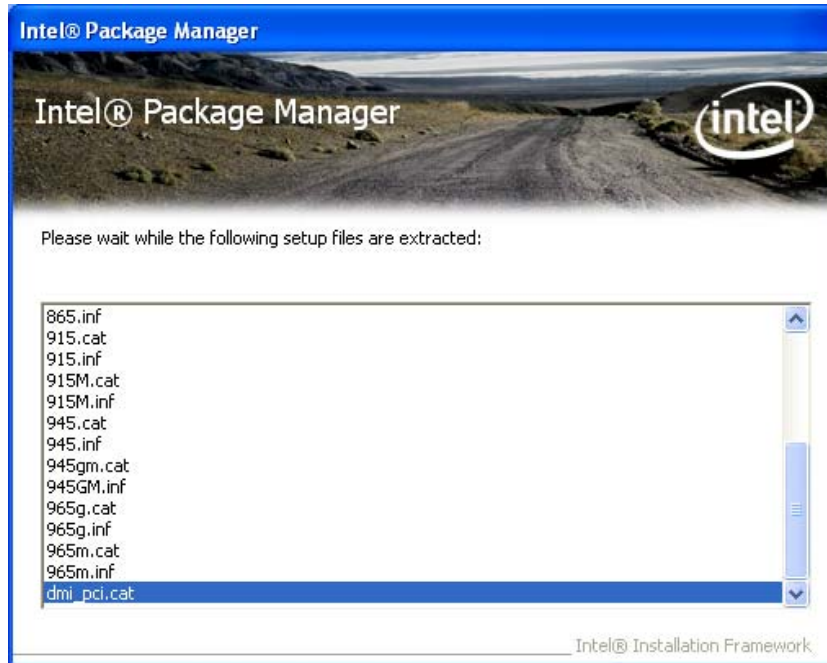 Intel® Package Manager
Intel® Package Manager
intel
Please wait while the following setup files are extracted:
865.inf
915.cat
915.inf
915M.cat
915M.inf
945.cat
945.inf
945gm.cat
945GM.inf
965g.cat
965g.inf
965m.cat
965m.inf
dmi_pci.cat
Intel® Installation Framework